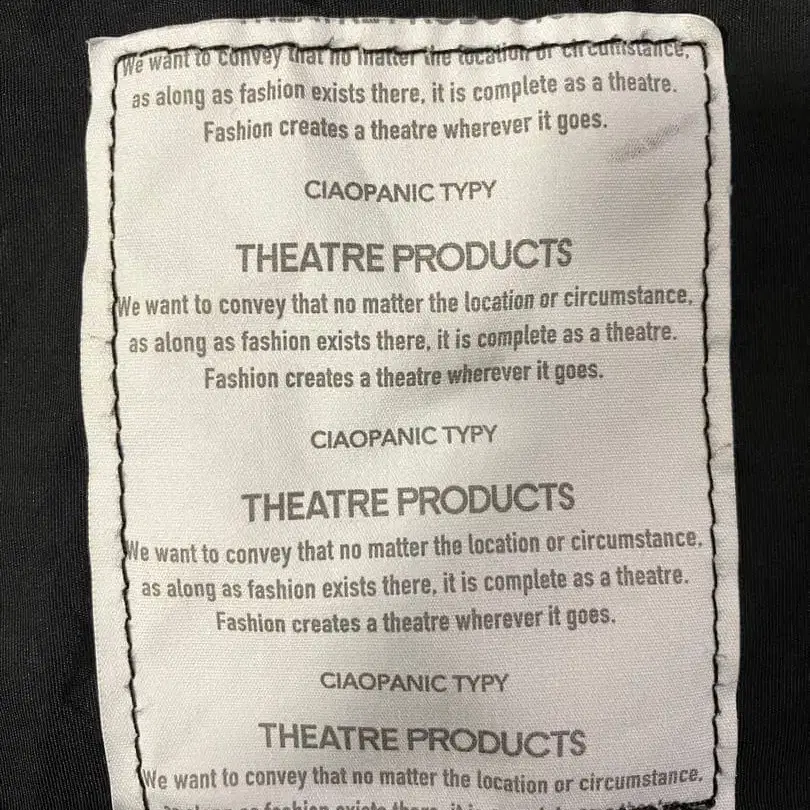 THEATRE PRODUCTS
We want to convey that no matter the location or circumstance,
as along as fashion exists there, it is complete as a theatre.
Fashion creates a theatre wherever it goes.
CIAOPANIC TYPY
THEATRE PRODUCTS
We want to convey that no matter the location or circumstance,
as along as fashion exists there, it is complete as a theatre.
Fashion creates a theatre wherever it goes.
CIAOPANIC TYPY
THEATRE PRODUCTS
We want to convey that no matter the location or circumstance,
as along as fashion exists there, it is complete as a theatre.
Fashion creates a theatre wherever it goes.
CIAOPANIC TYPY
THEATRE PRODUCTS
We want to convey that no matter the location or circumstance,